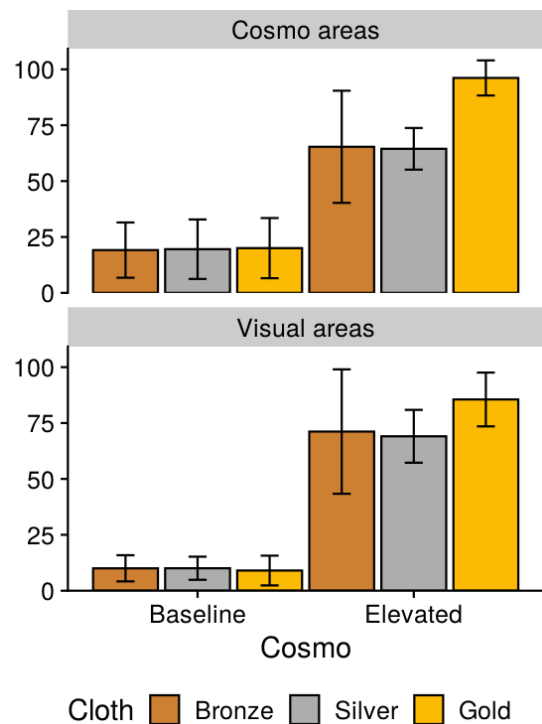 Cosmo areas
100
75
50
25
0
Visual areas
100
75
50
25
0
Baseline Elevated
Cosmo
Cloth Bronze Silver Gold